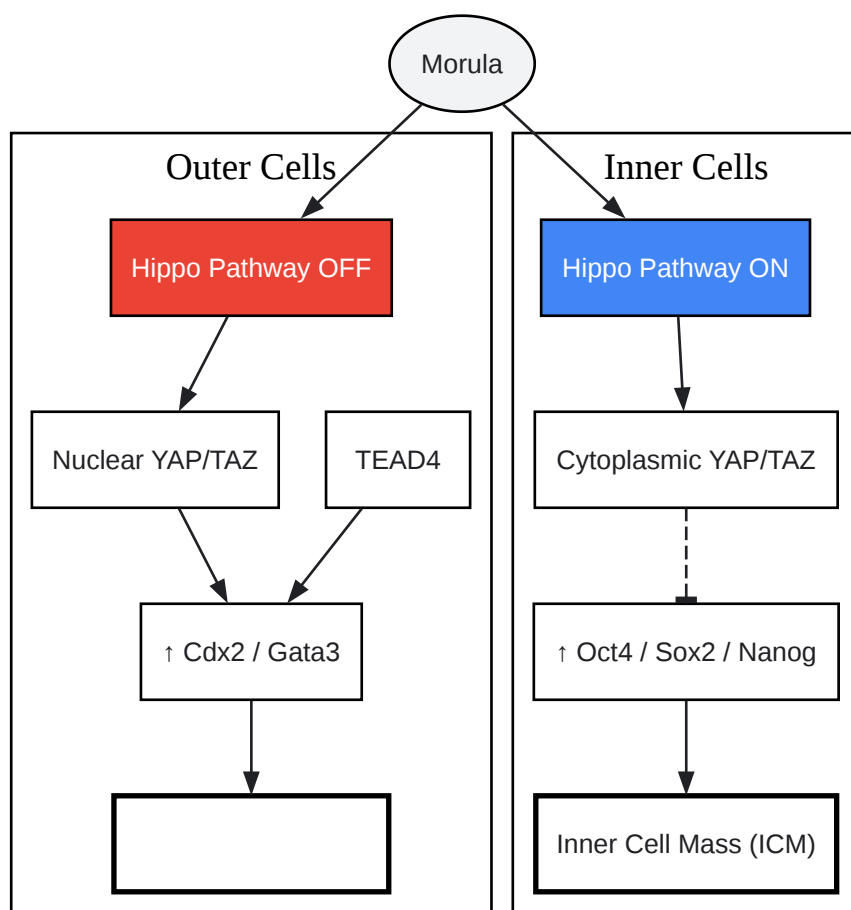 Morula
Outer Cells
Inner Cells
Hippo Pathway OFF
Hippo Pathway ON
Nuclear YAP/TAZ
TEAD4
Cytoplasmic YAP/TAZ
↑ Cdx2 / Gata3
↑ Oct4 / Sox2 / Nanog
Inner Cell Mass (ICM)